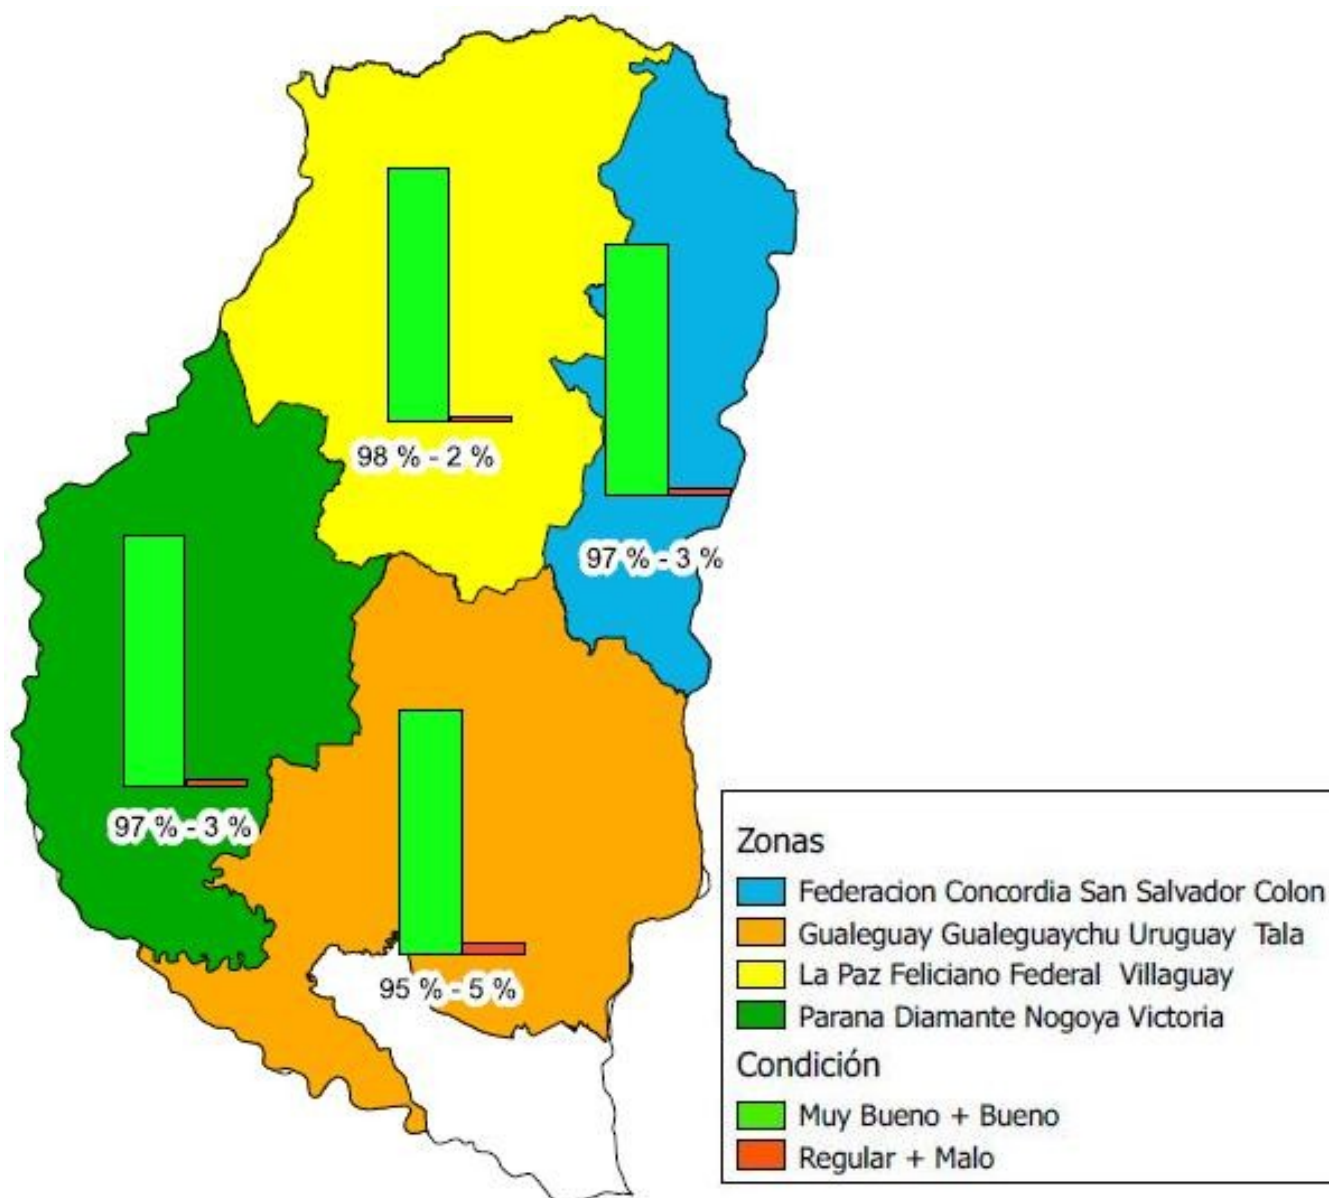 98 % - 2 %
97 % - 3 %
97 % - 3 %
95 % - 5 %
Zonas
Federacion Concordia San Salvador Colon
Gualeguay Gualeguaychu Uruguay Tala
La Paz Feliciano Federal Villaguay
Parana Diamante Nogoya Victoria
Condición
Muy Bueno + Bueno
Regular + Malo